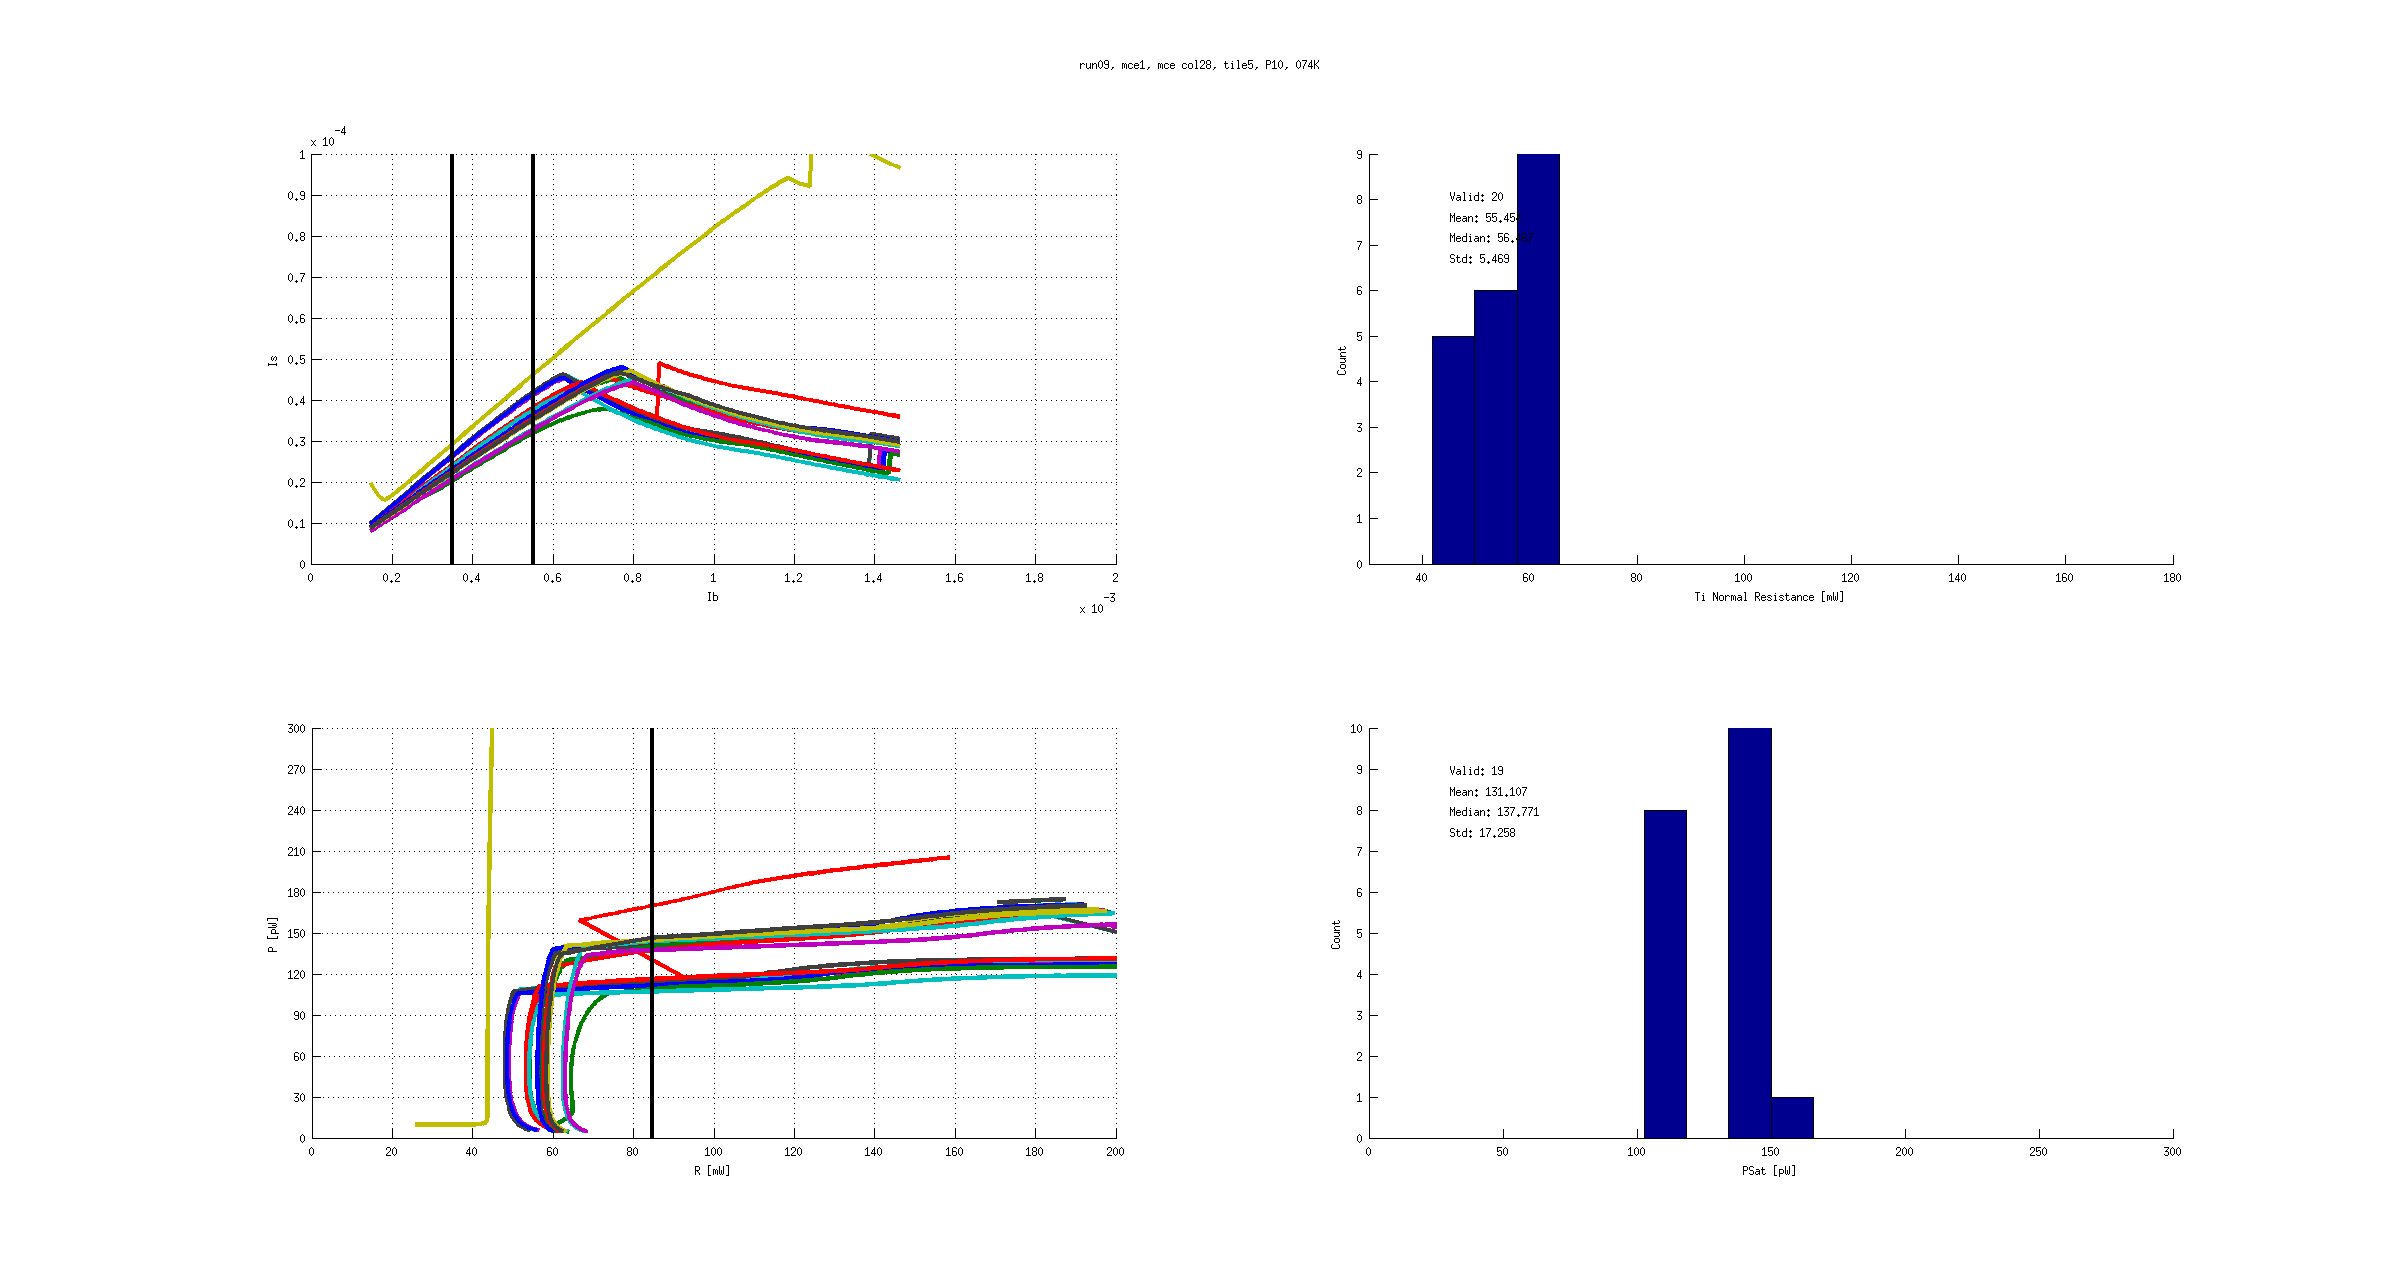 run09, mce1, mce col28, tile5, P10, 074K
x 10^-4
1
0.9
0.8
0.7
0.6
0.5
0.4
0.3
0.2
0.1
0
Is
0 0.2 0.4 0.6 0.8 1 1.2 1.4 1.6 1.8 2
Ib
x 10^-3
9
8
7
6
5
4
3
2
1
0
Count
Valid: 20
Mean: 55.454
Median: 56.
Std: 5.469
40 60 80 100 120 140 160 180
Ti Normal Resistance [mW]
300
270
240
210
180
150
120
90
60
30
0
P [pW]
0 20 40 60 80 100 120 140 160 180 200
R [mW]
10
9
8
7
6
5
4
3
2
1
0
Count
Valid: 19
Mean: 131.107
Median: 137.771
Std: 17.258
0 50 100 150 200 250 300
PSat [pW]